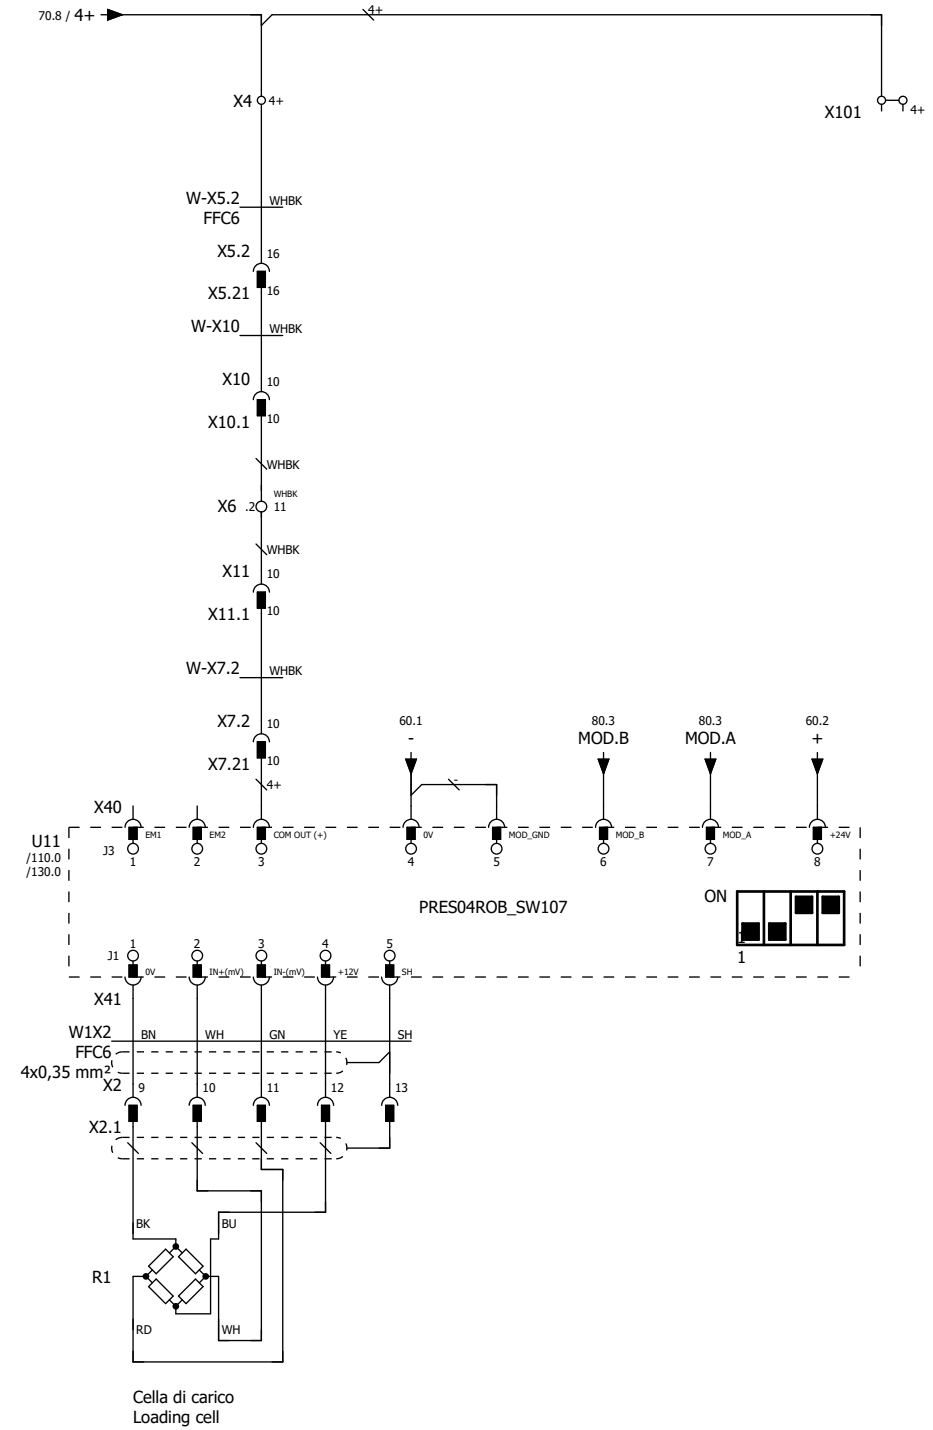 70.8 / 4+
4+
X4 4+
X101 4+
W-X5.2 WHBK
FFC6
X5.2 16
X5.21 16
W-X10 WHBK
X10 10
X10.1 10
WHBK
WHBK
X6 .2 11
WHBK
X11 10
X11.1 10
W-X7.2 WHBK
X7.2 10
60.1 80.3 80.3 60.2
- MOD.B MOD.A +
X7.21 10
4+ -
X40
U11 EM1 EM2 COM OUT (+) 0V MOD_GND MOD_B MOD_A +24V
/110.0 J3 1 2 3 4 5 6 7 8
/130.0
ON
PRES04ROB_SW107
1
1
1 2 3 4 5
J1 0V IN+(mV) IN-(mV) +12V SH
X41
W1X2 BN WH GN YE SH
FFC6
4x0,35 mm²
X2 9 10 11 12 13
X2.1
BK BU
R1
RD WH
Cella di carico
Loading cell